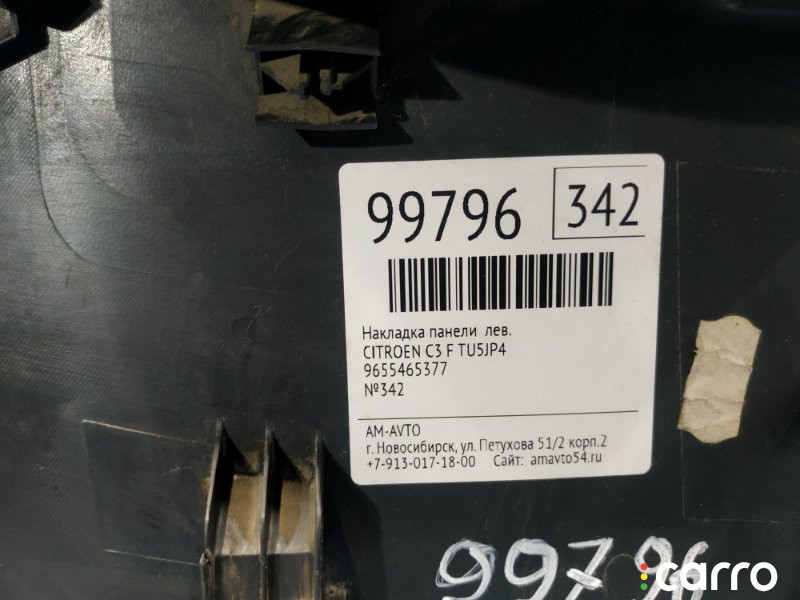 99796 342
Накладка панели лев.
CITROEN C3 F TU5JP4
9655465377
№342
AM-AVTO
г. Новосибирск, ул. Петухова 51/2 корп.2
+7-913-017-18-00 Сайт: amavto54.ru
99796
carro